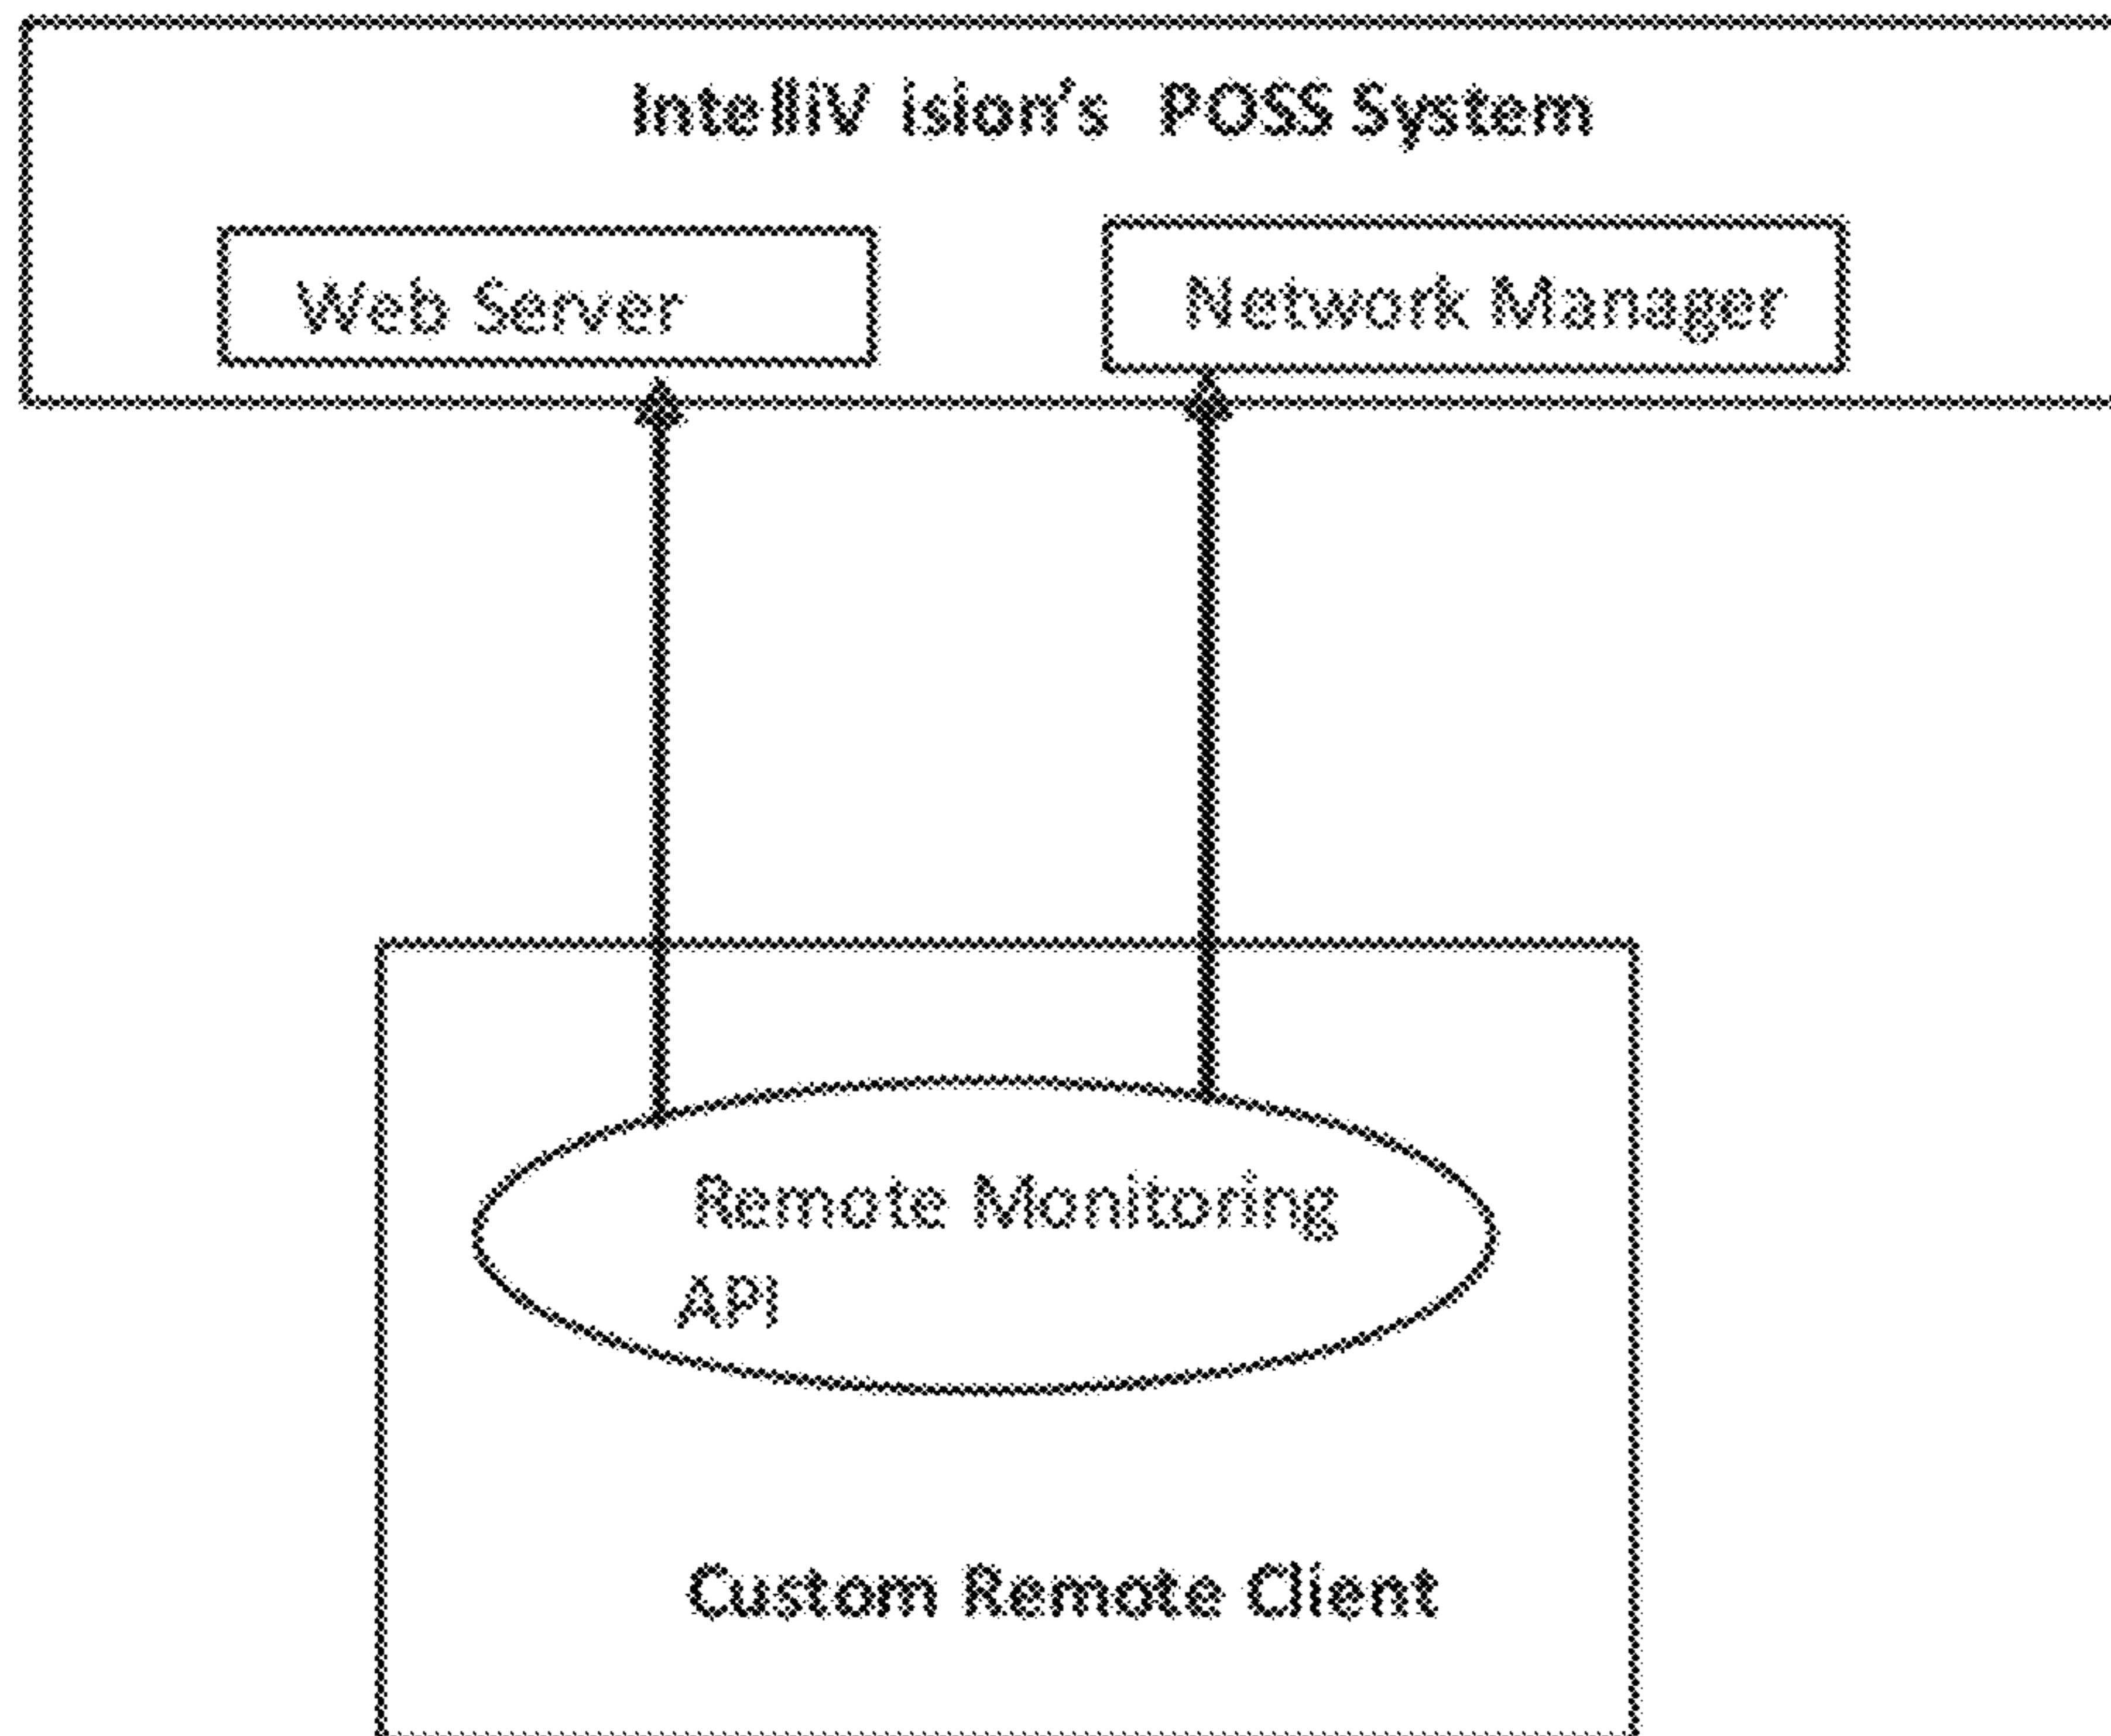 IntelliV ision's POSS System
Web Server
Network Manager
Remote Monitoring
API
Custom Remote Client